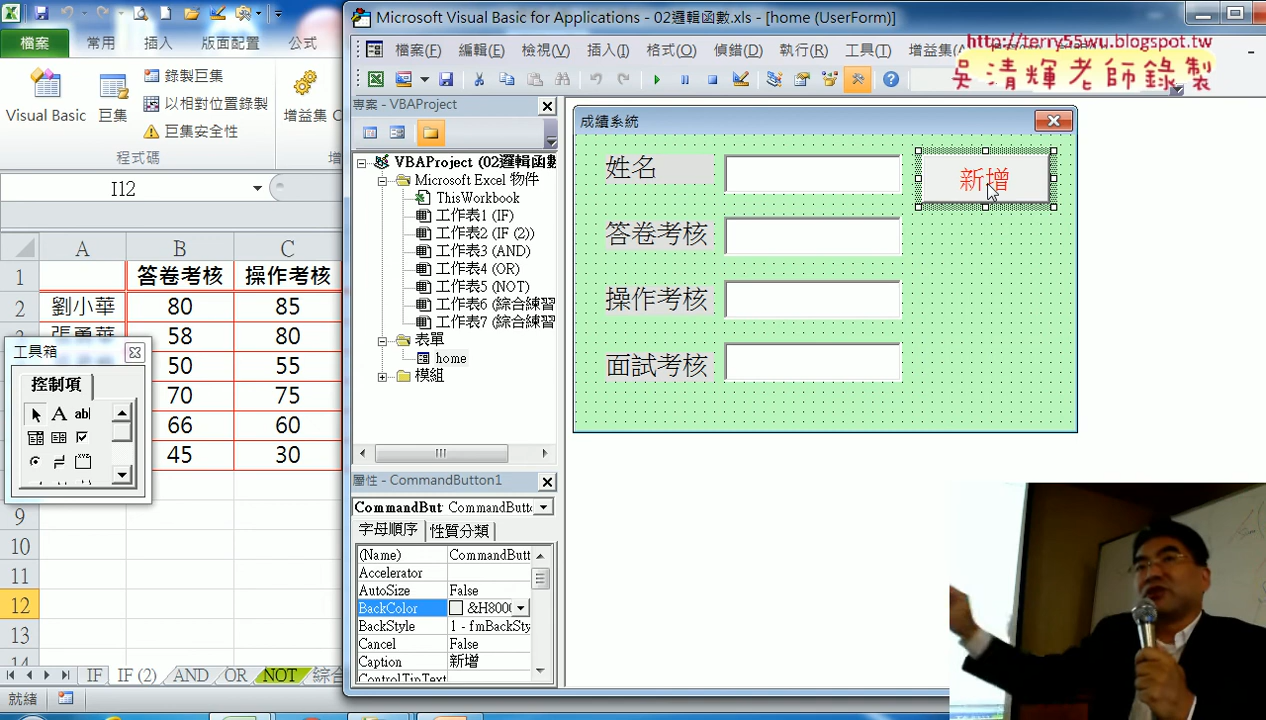 Microsoft Visual Basic for Applications - 02邏輯函數.xls - [home (UserForm)]
檔案 常用 插入 版面配置 公式
檔案(F) 編輯(E) 檢視(V) 插入(I) 格式(O) 偵錯(D) 執行(R) 工具(T) 增益集(A)
http://terry55wu.blogspot.tw
吳清輝老師錄製
Visual Basic
巨集
錄製巨集
以相對位置錄製
巨集安全性
增益集
程式碼
I12
專案 - VBAProject
VBAProject (02邏輯函數
Microsoft Excel 物件
ThisWorkbook
工作表1 (IF)
工作表2 (IF (2))
工作表3 (AND)
工作表4 (OR)
工作表5 (NOT)
工作表6 (綜合練習
工作表7 (綜合練習
表單
home
模組
成績系統
姓名
新增
答卷考核
操作考核
面試考核
A B C
1 答卷考核 操作考核
2 劉小華 80 85
58 80
50 55
70 75
66 60
45 30
9
10
11
12
13
14
工具箱
控制項
A abl
屬性 - CommandButton1
CommandBut CommandButt
字母順序 性質分類
(Name) CommandButt
Accelerator
AutoSize False
BackColor &H8000
BackStyle 1 - fmBackSty
Cancel False
Caption 新增
ControlTipText
IF IF (2) AND OR NOT 綜合
就緒